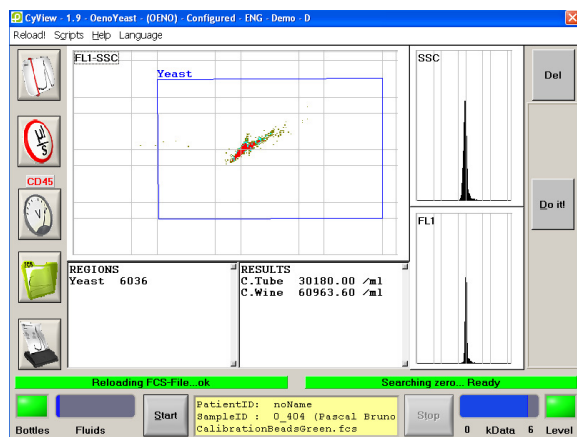 CyView - 1.9 - OenoYeast - (OENO) - Configured - ENG - Demo - D
Reload! Scripts Help Language
FL1-SSC
Yeast
SSC
Del
µl/s
CD45
V
Do it!
FL1
REGIONS
Yeast 6036
RESULTS
C.Tube 30180.00 /ml
C.Wine 60963.60 /ml
Reloading FCS-File...ok
Searching zero... Ready
Bottles
Fluids
Start
PatientID: noName
SampleID : 0_404 (Pascal Bruno
CalibrationBeadsGreen.fcs
Stop
0 kData 6
Level